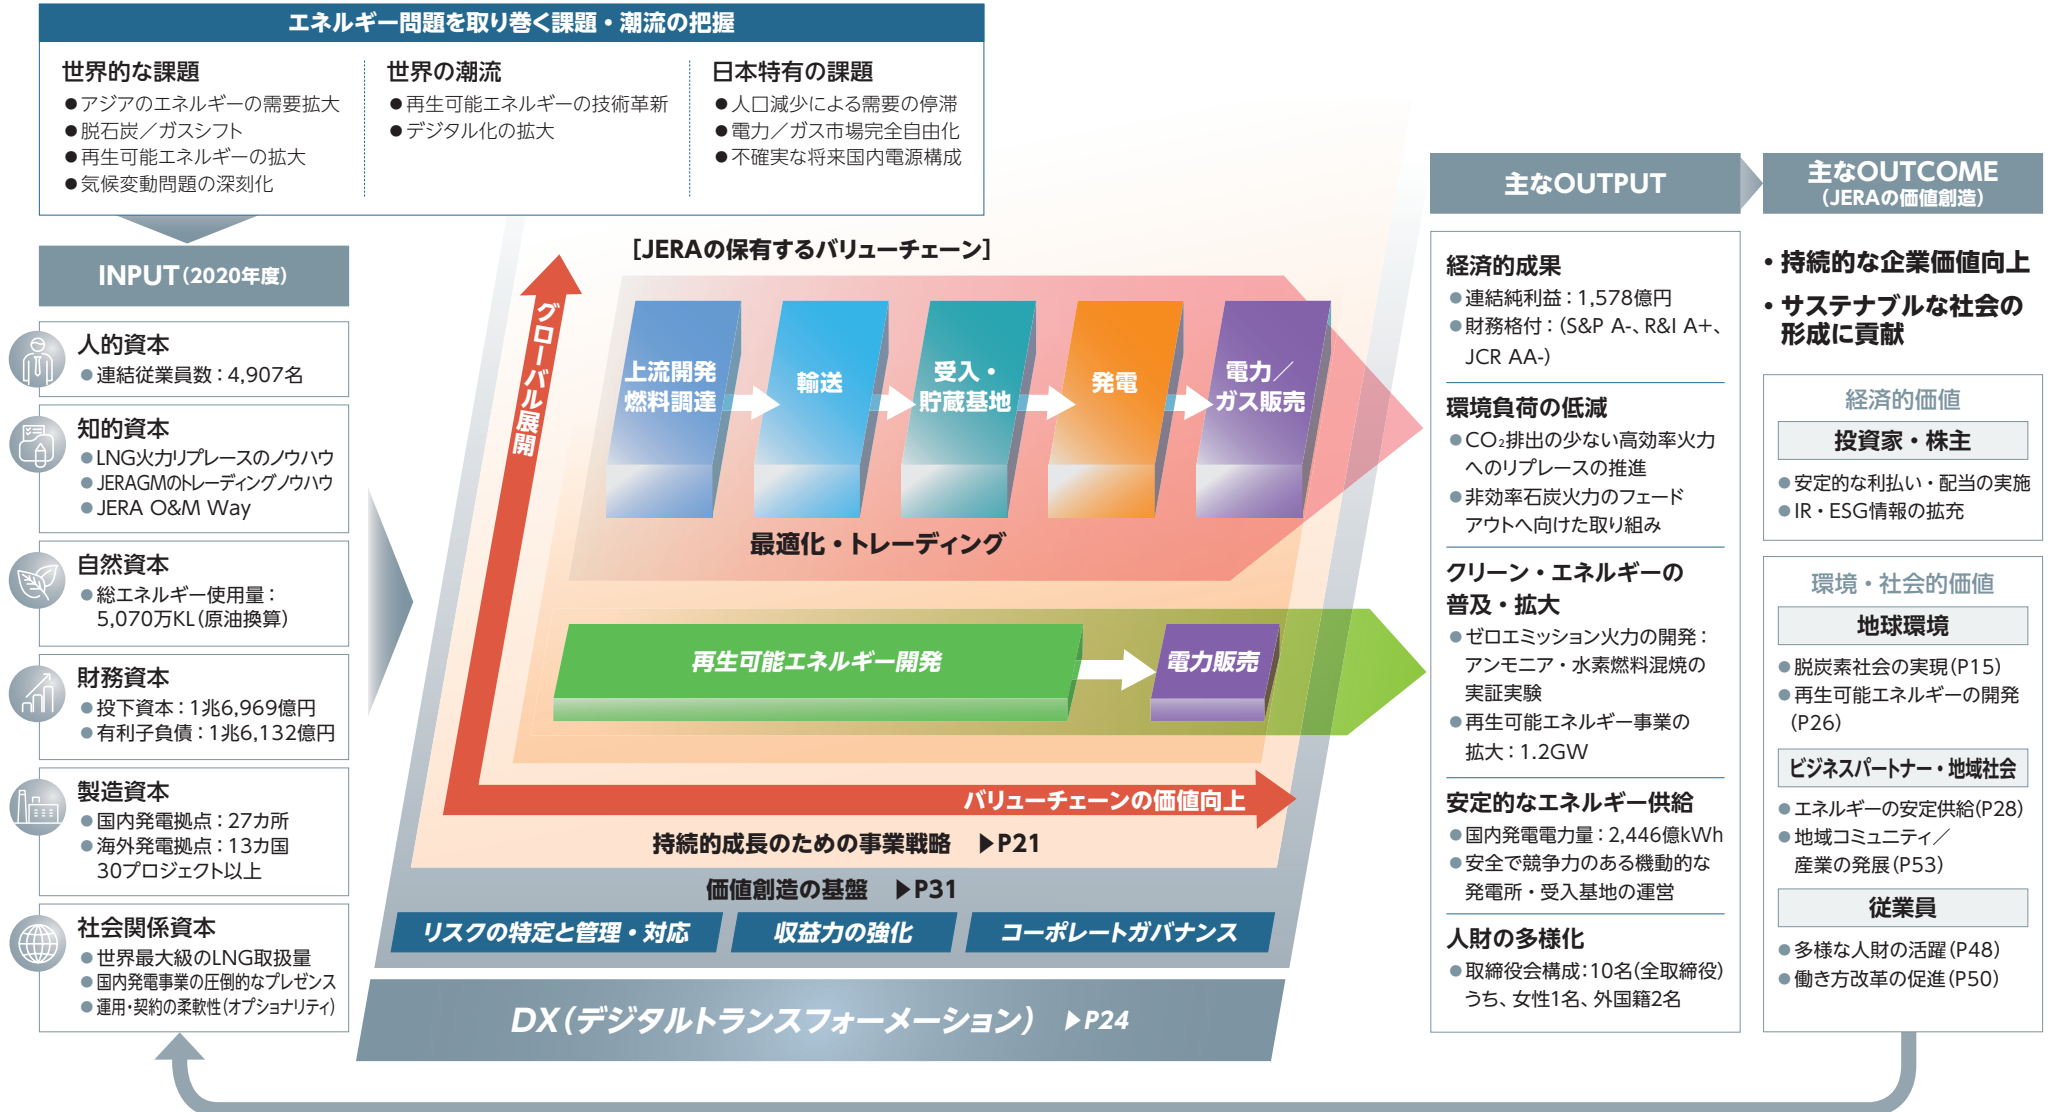 エネルギー問題を取り巻く課題・潮流の把握
世界的な課題
●アジアのエネルギーの需要拡大
●脱石炭／ガスシフト
●再生可能エネルギーの拡大
●気候変動問題の深刻化
世界の潮流
●再生可能エネルギーの技術革新
●デジタル化の拡大
日本特有の課題
●人口減少による需要の停滞
●電力／ガス市場完全自由化
●不確実な将来国内電源構成
INPUT（2020年度）
人的資本
●連結従業員数：4,907名
知的資本
●LNG火力リプレースのノウハウ
●JERAGMのトレーディングノウハウ
●JERA O&M Way
自然資本
●総エネルギー使用量：
5,070万KL（原油換算）
財務資本
●投下資本：1兆6,969億円
●有利子負債：1兆6,132億円
製造資本
●国内発電拠点：27カ所
●海外発電拠点：13カ国
30プロジェクト以上
社会関係資本
●世界最大級のLNG取扱量
●国内発電事業の圧倒的なプレゼンス
●運用・契約の柔軟性（オプショナリティ）
［JERAの保有するバリューチェーン］
グローバル展開
上流開発
燃料調達
輸送
受入・
貯蔵基地
発電
電力／
ガス販売
最適化・トレーディング
再生可能エネルギー開発
電力販売
バリューチェーンの価値向上
持続的成長のための事業戦略 ▶P21
価値創造の基盤 ▶P31
リスクの特定と管理・対応
収益力の強化
コーポレートガバナンス
DX（デジタルトランスフォーメーション） ▶P24
主なOUTPUT
経済的成果
●連結純利益：1,578億円
●財務格付：（S&P A-、R&I A+、
JCR AA-）
環境負荷の低減
●CO₂排出の少ない高効率火力
へのリプレースの推進
●非効率石炭火力のフェード
アウトへ向けた取り組み
クリーン・エネルギーの
普及・拡大
●ゼロエミッション火力の開発：
アンモニア・水素燃料混焼の
実証実験
●再生可能エネルギー事業の
拡大：1.2GW
安定的なエネルギー供給
●国内発電電力量：2,446億kWh
●安全で競争力のある機動的な
発電所・受入基地の運営
人財の多様化
●取締役会構成：10名（全取締役）
うち、女性1名、外国籍2名
主なOUTCOME
（JERAの価値創造）
・持続的な企業価値向上
・サステナブルな社会の
形成に貢献
経済的価値
投資家・株主
●安定的な利払い・配当の実施
●IR・ESG情報の拡充
環境・社会的価値
地球環境
●脱炭素社会の実現（P15）
●再生可能エネルギーの開発
（P26）
ビジネスパートナー・地域社会
●エネルギーの安定供給（P28）
●地域コミュニティ／
産業の発展（P53）
従業員
●多様な人財の活躍（P48）
●働き方改革の促進（P50）